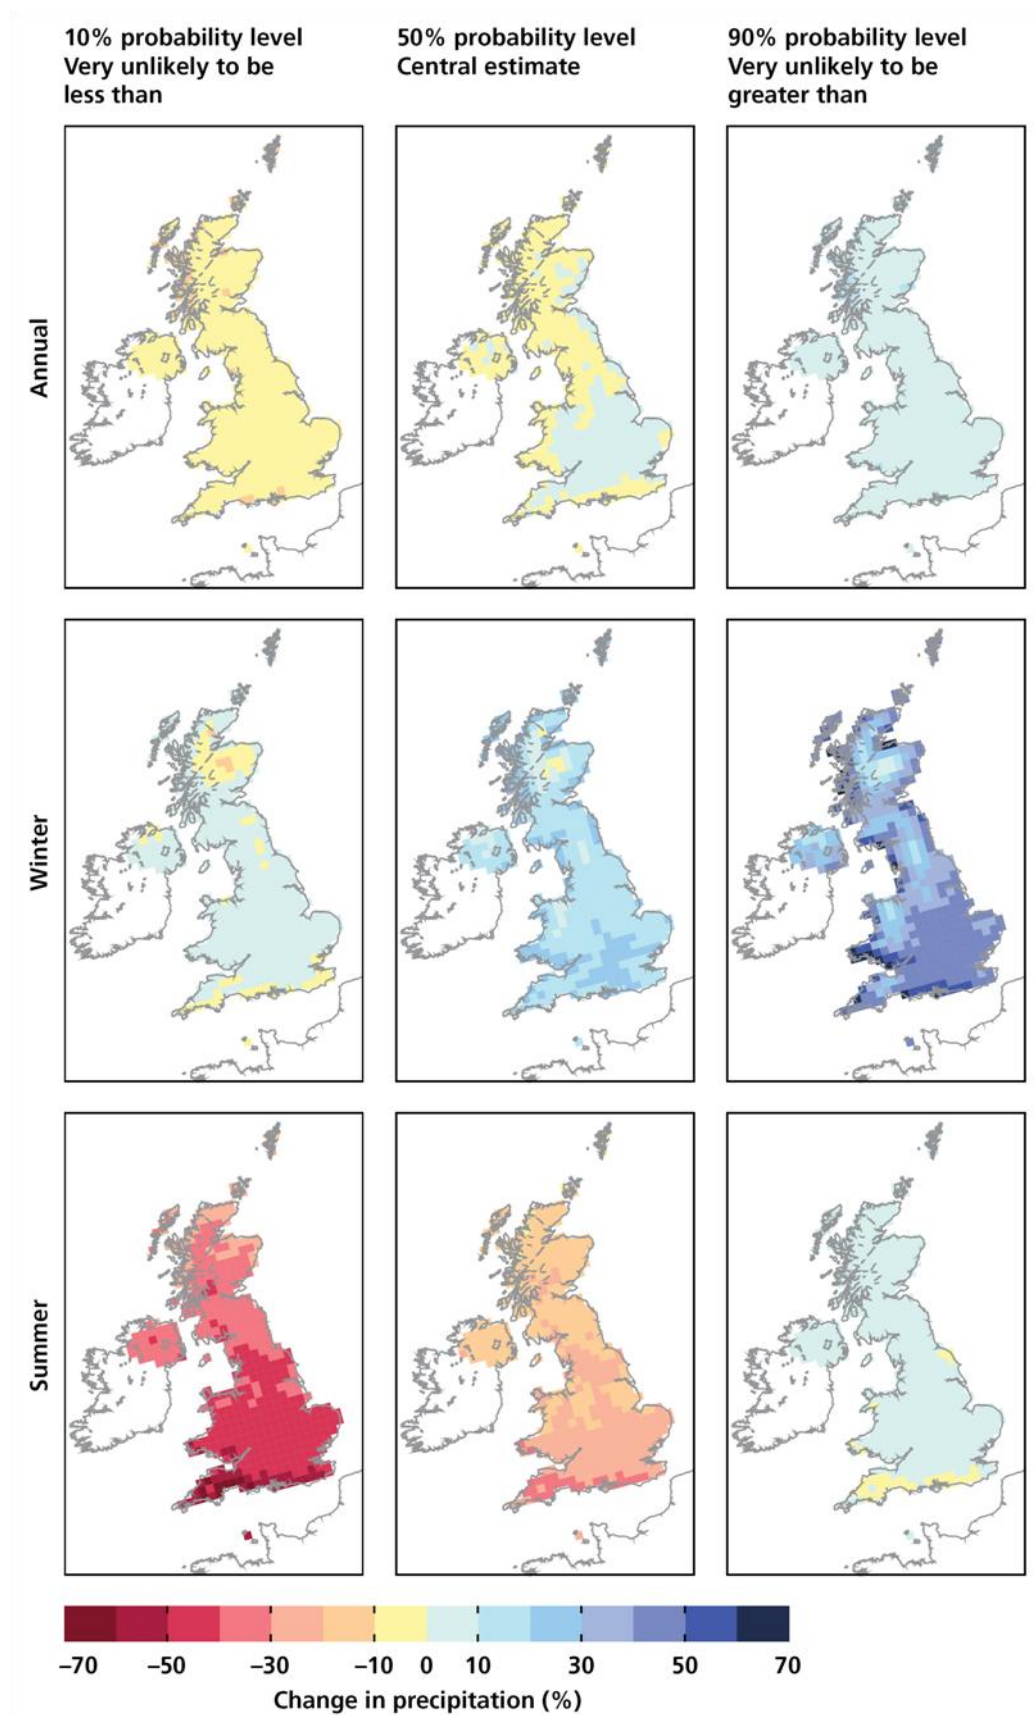 10% probability level
Very unlikely to be
less than
50% probability level
Central estimate
90% probability level
Very unlikely to be
greater than
Annual
Winter
Summer
–70 –50 –30 –10 0 10 30 50 70
Change in precipitation (%)